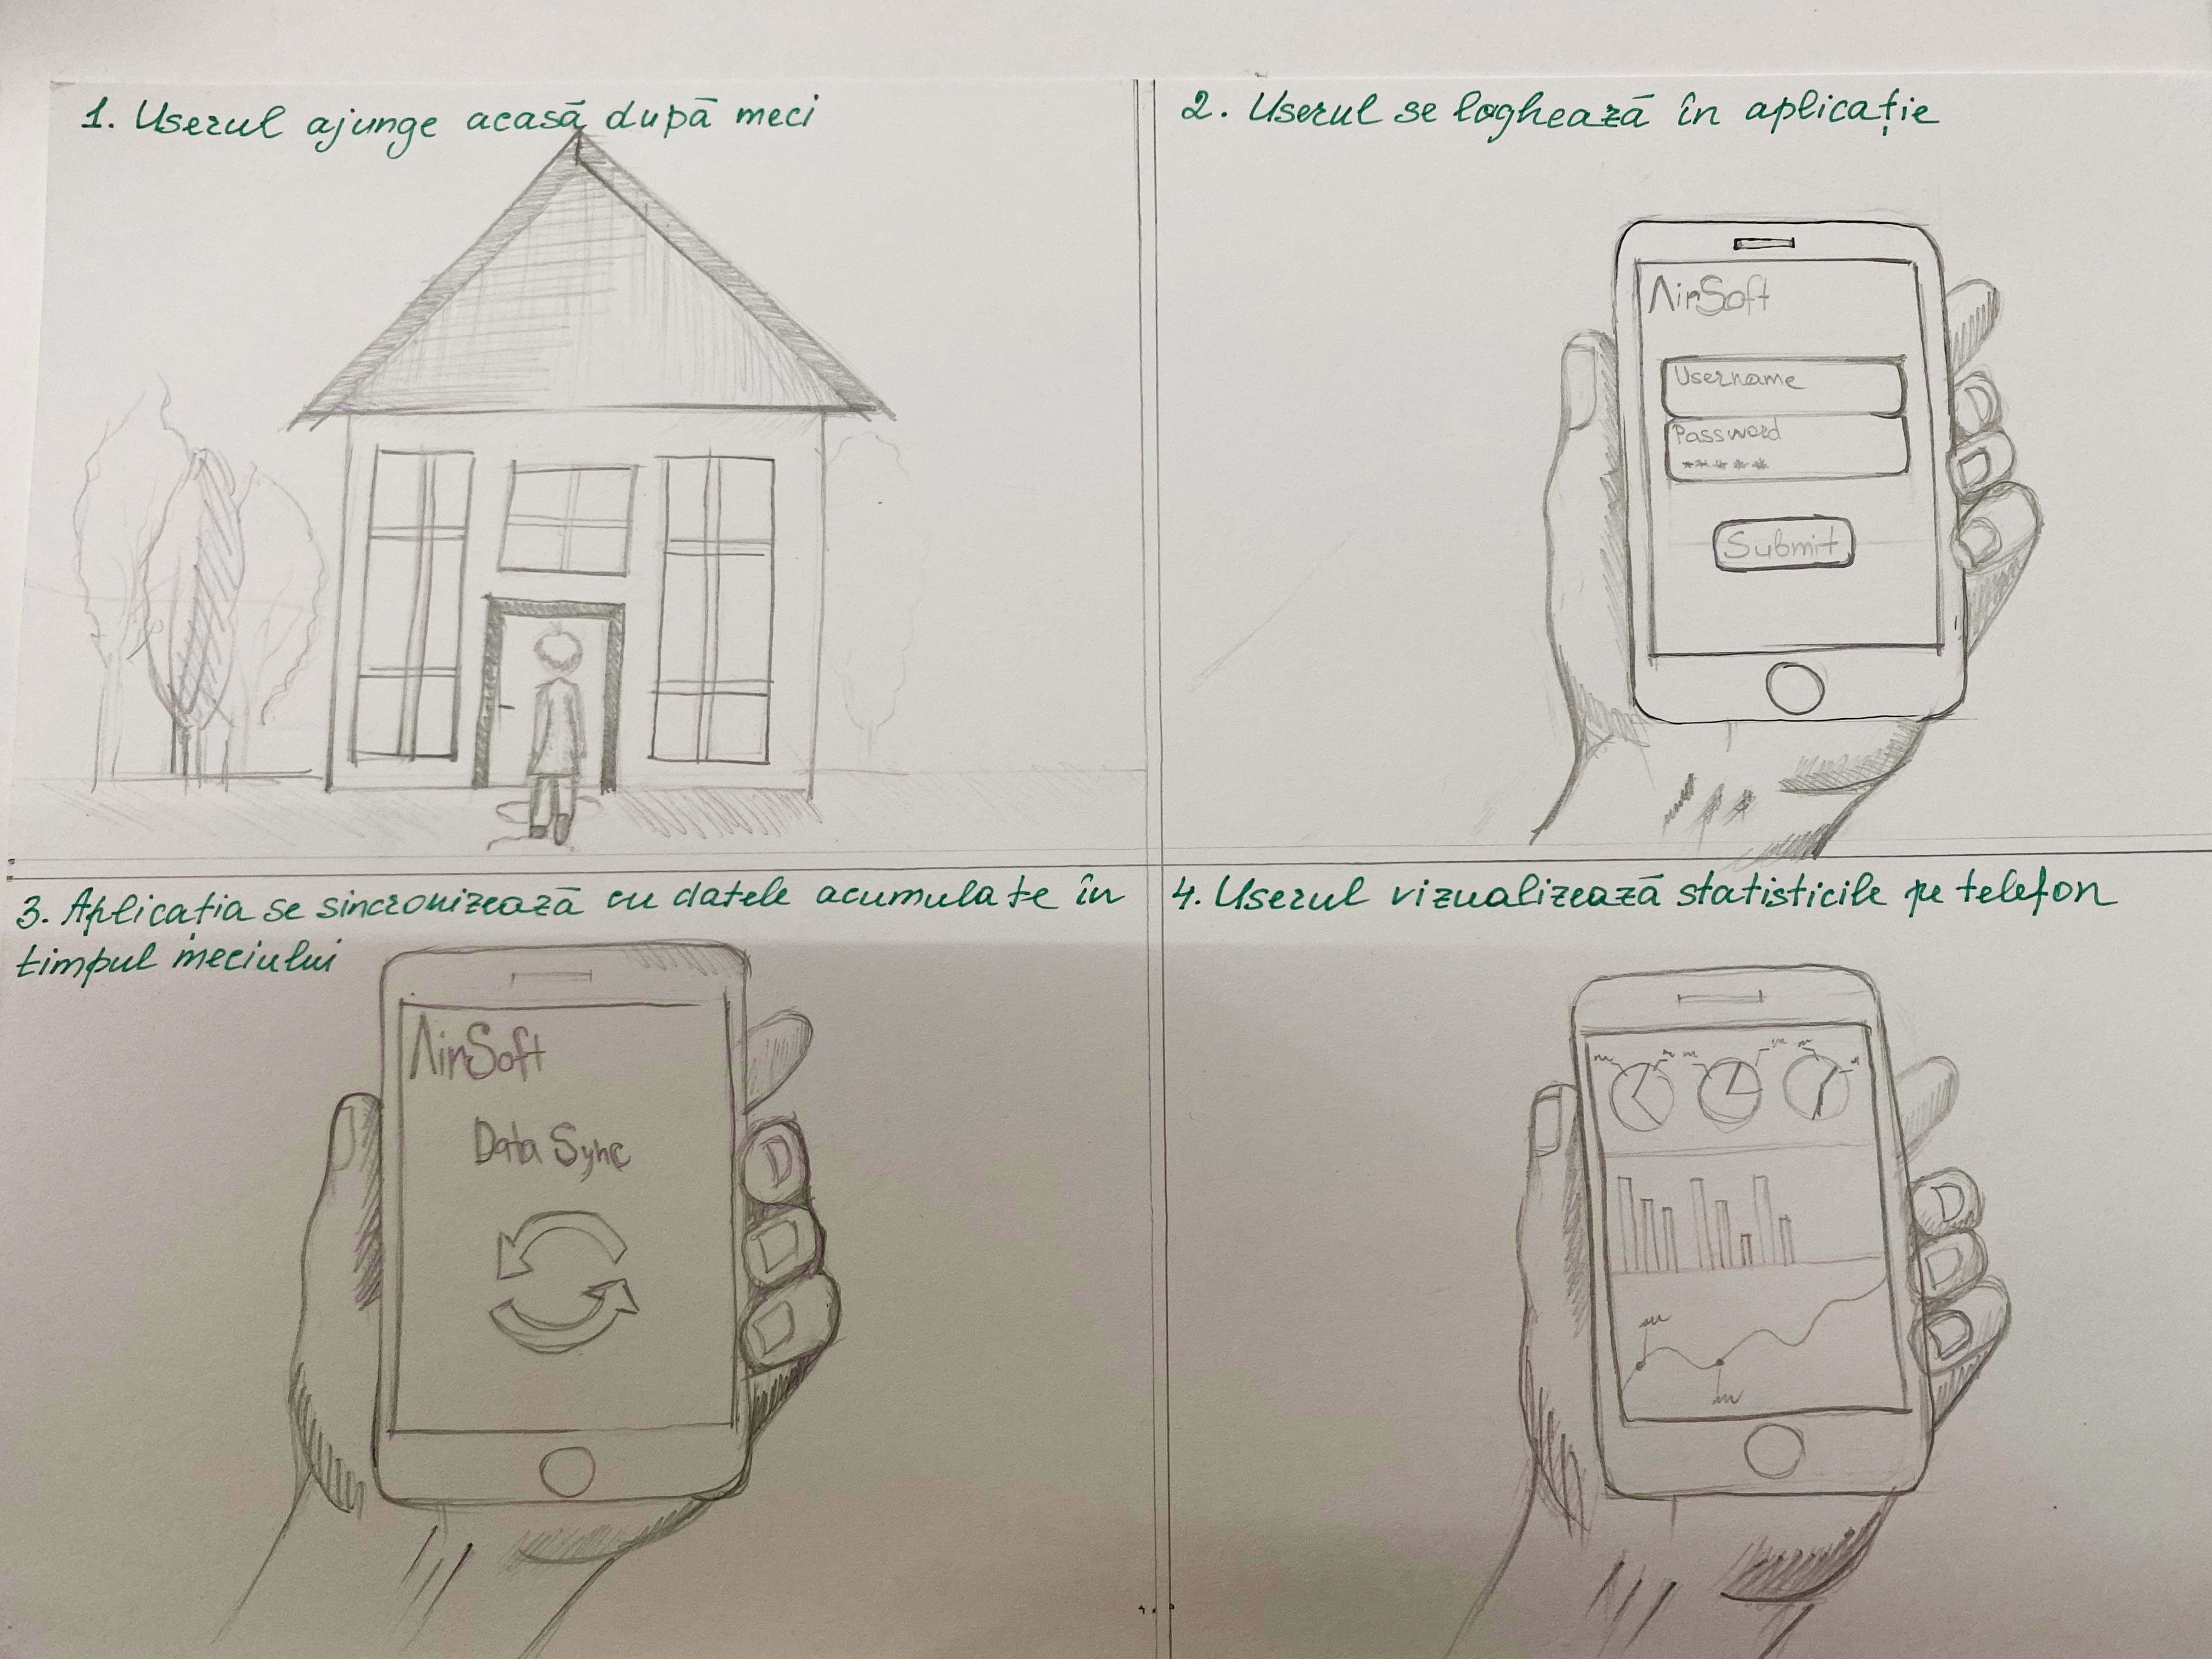 1. Userul ajunge acasă după meci
2. Userul se loghează în aplicație
AirSoft
Username
Password
*****
Submit
3. Aplicația se sincronizează cu datele acumulate în
timpul meciului
AirSoft
Data Sync
4. Userul vizualizează statisticile pe telefon